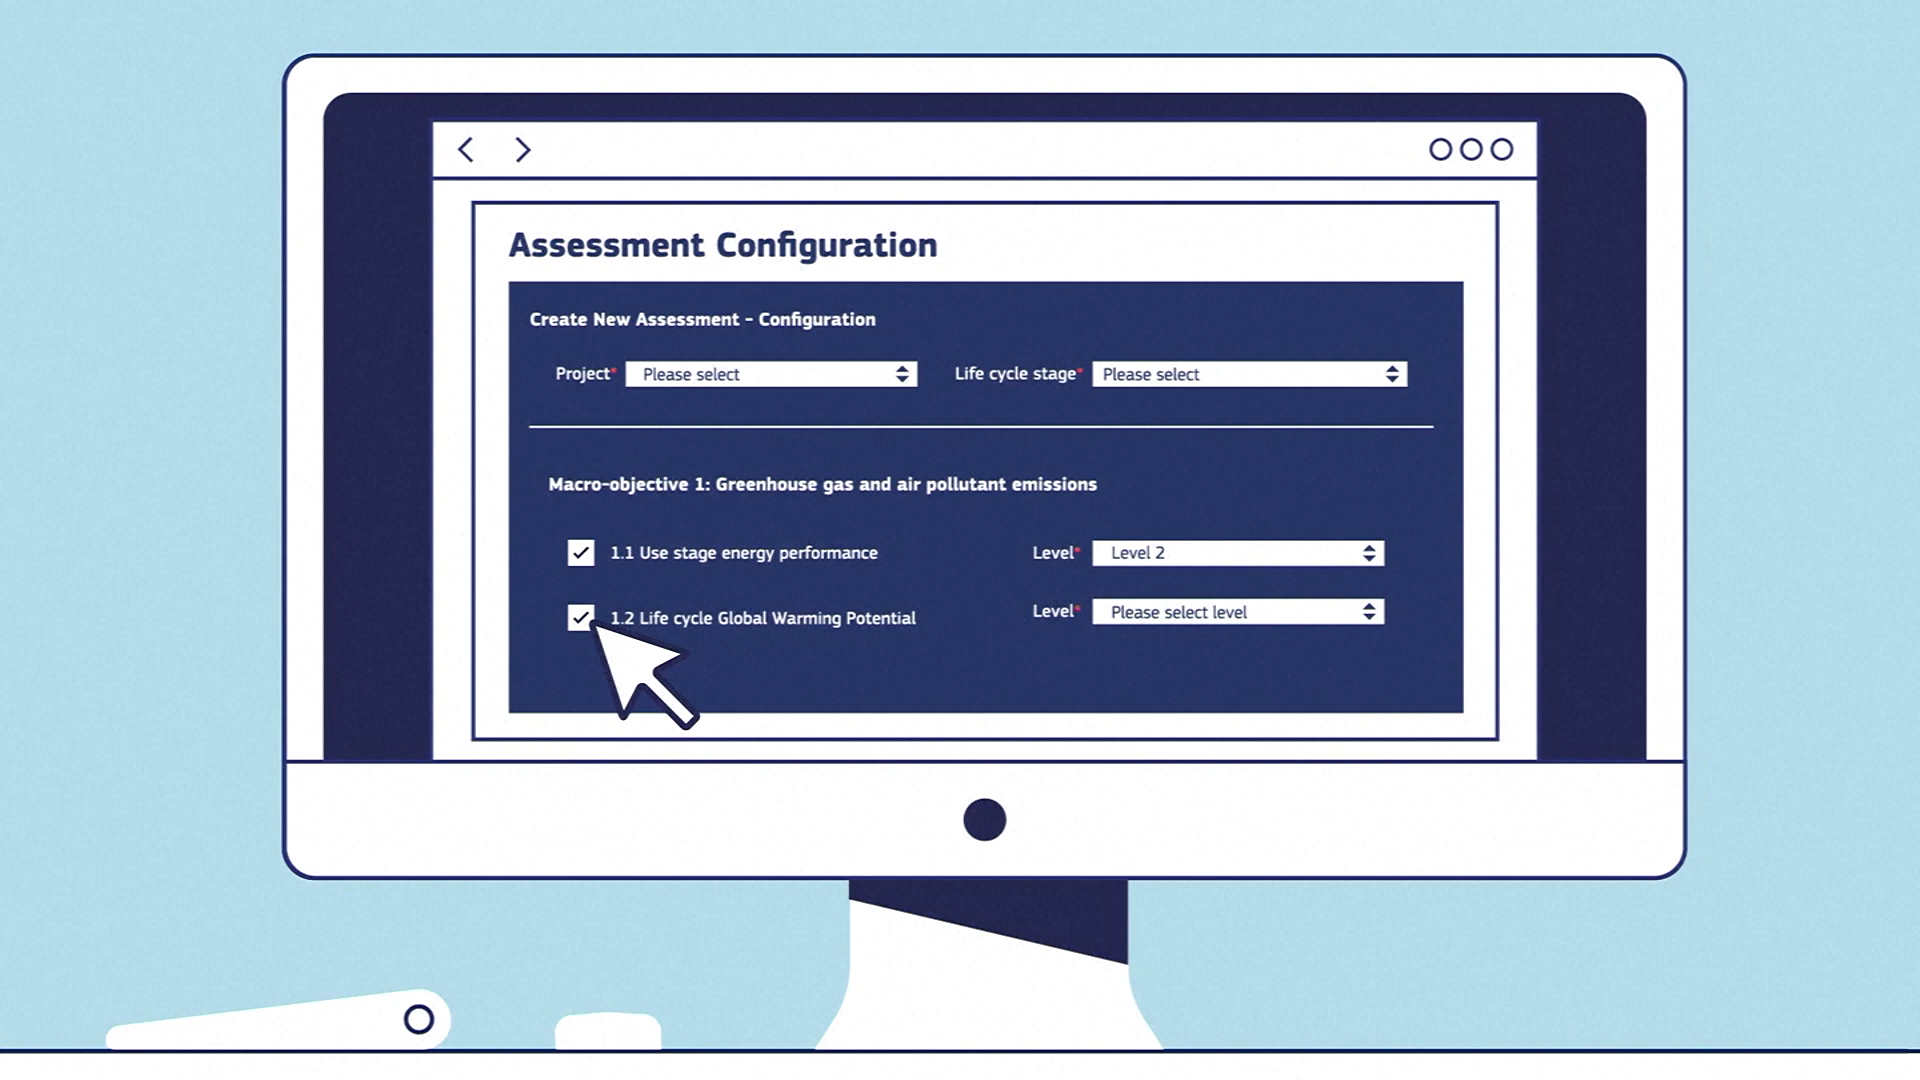 Assessment Configuration
Create New Assessment - Configuration
Project* Please select Life cycle stage* Please select
Macro-objective 1: Greenhouse gas and air pollutant emissions
1.1 Use stage energy performance Level* Level 2
1.2 Life cycle Global Warming Potential Level* Please select level